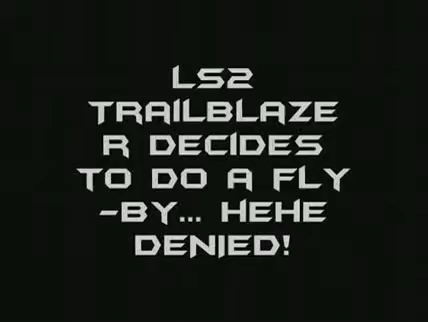 LS2
TRAILBLAZE
R DECIDES
TO DO A FLY
-BY... HEHE
DENIED!